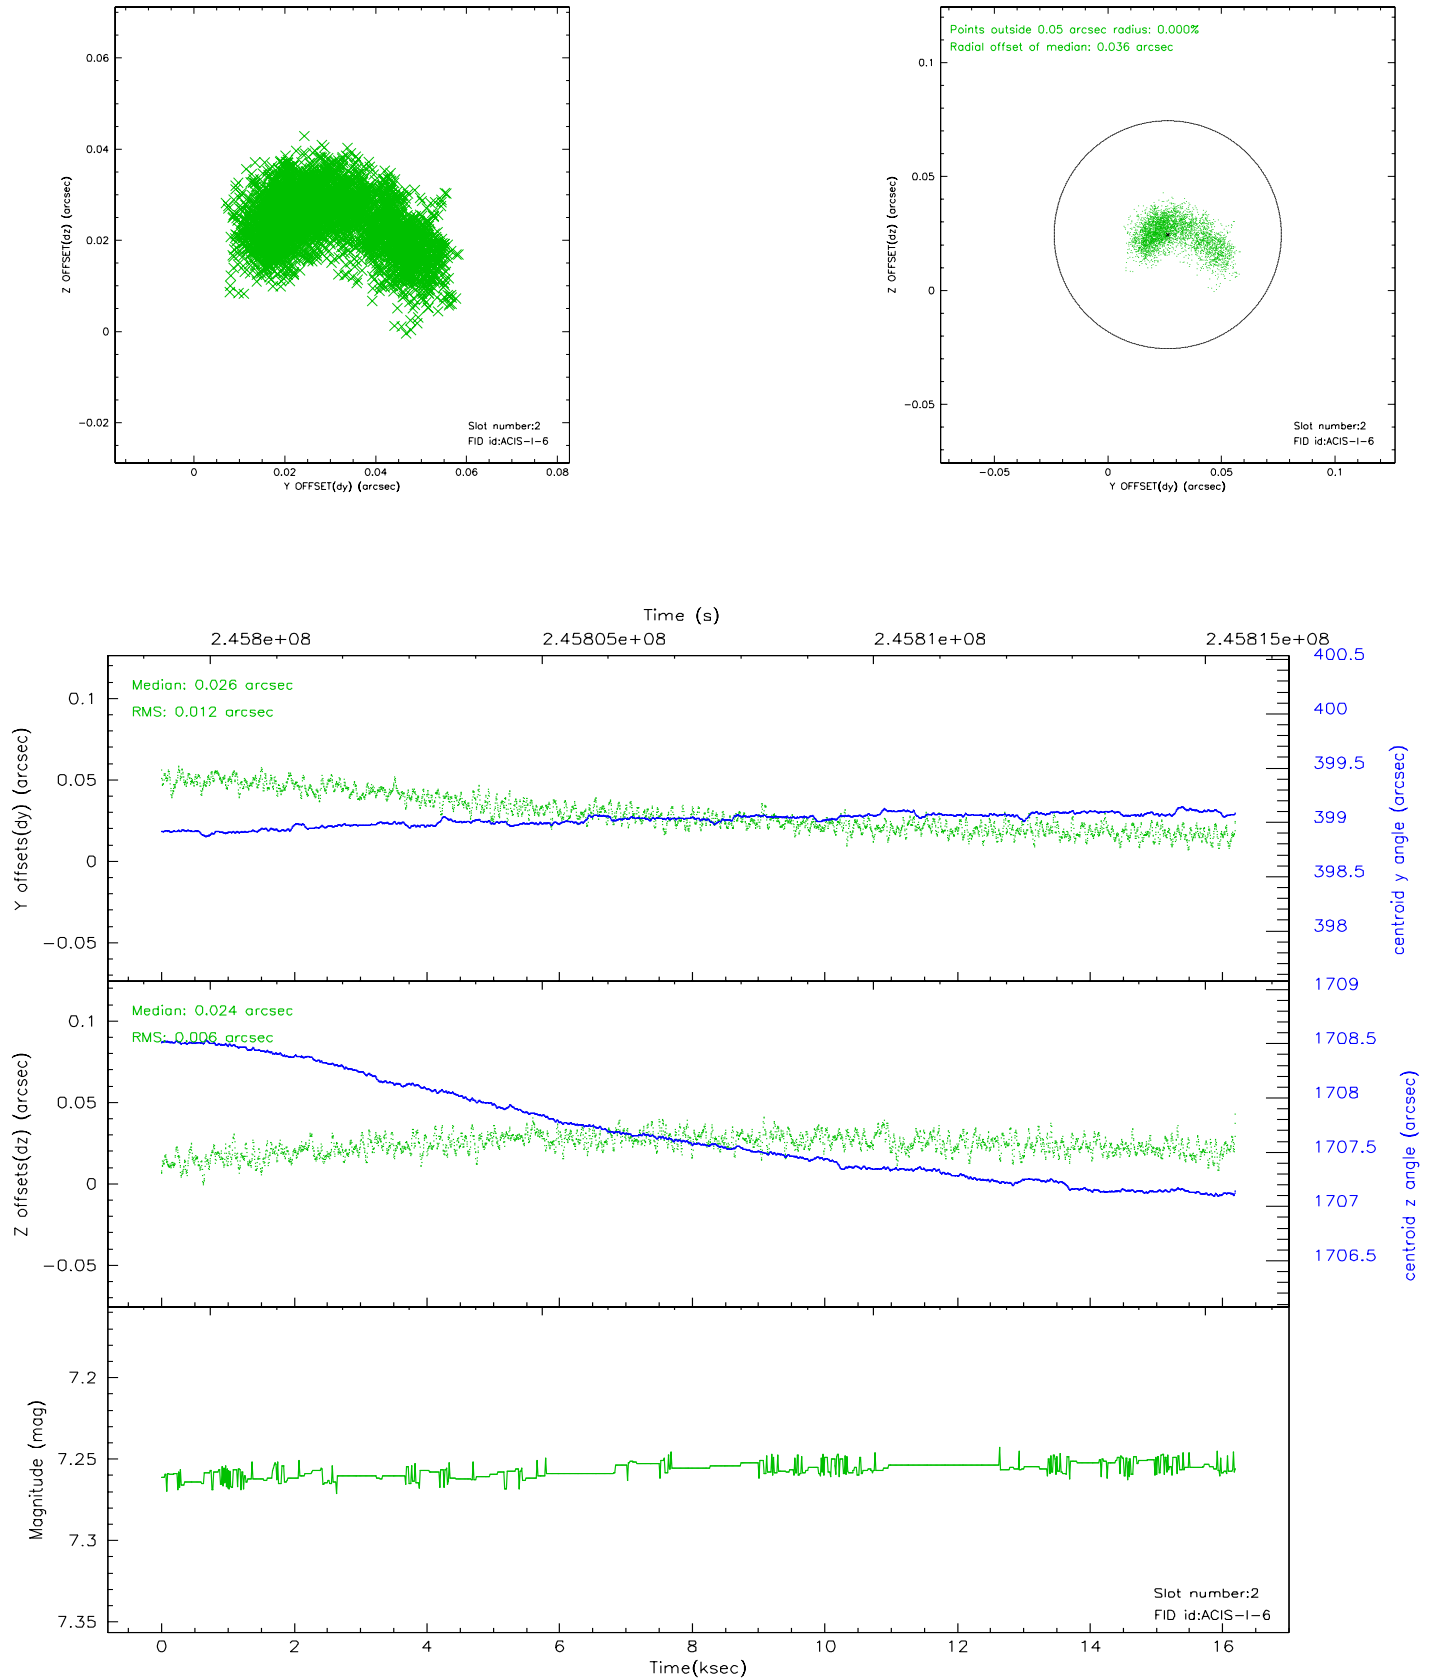 0.06
0.04
0.02
0
-0.02
Z OFFSET(dz) (arcsec)
Slot number:2
FID id:ACIS-I-6
0 0.02 0.04 0.06 0.08
Y OFFSET(dy) (arcsec)
Points outside 0.05 arcsec radius: 0.000%
Radial offset of median: 0.036 arcsec
0.1
0.05
0
-0.05
Z OFFSET(dz) (arcsec)
Slot number:2
FID id:ACIS-I-6
-0.05 0 0.05 0.1
Y OFFSET(dy) (arcsec)
Time (s)
2.458e+08 2.45805e+08 2.4581e+08 2.45815e+08
Median: 0.026 arcsec
RMS: 0.012 arcsec
0.1
0.05
0
-0.05
Y offsets(dy) (arcsec)
400.5
400
399.5
399
398.5
398
centroid y angle (arcsec)
Median: 0.024 arcsec
RMS: 0.006 arcsec
0.1
0.05
0
-0.05
Z offsets(dz) (arcsec)
1709
1708.5
1708
1707.5
1707
1706.5
centroid z angle (arcsec)
7.2
7.25
7.3
7.35
Magnitude (mag)
Slot number:2
FID id:ACIS-I-6
0 2 4 6 8 10 12 14 16
Time(ksec)